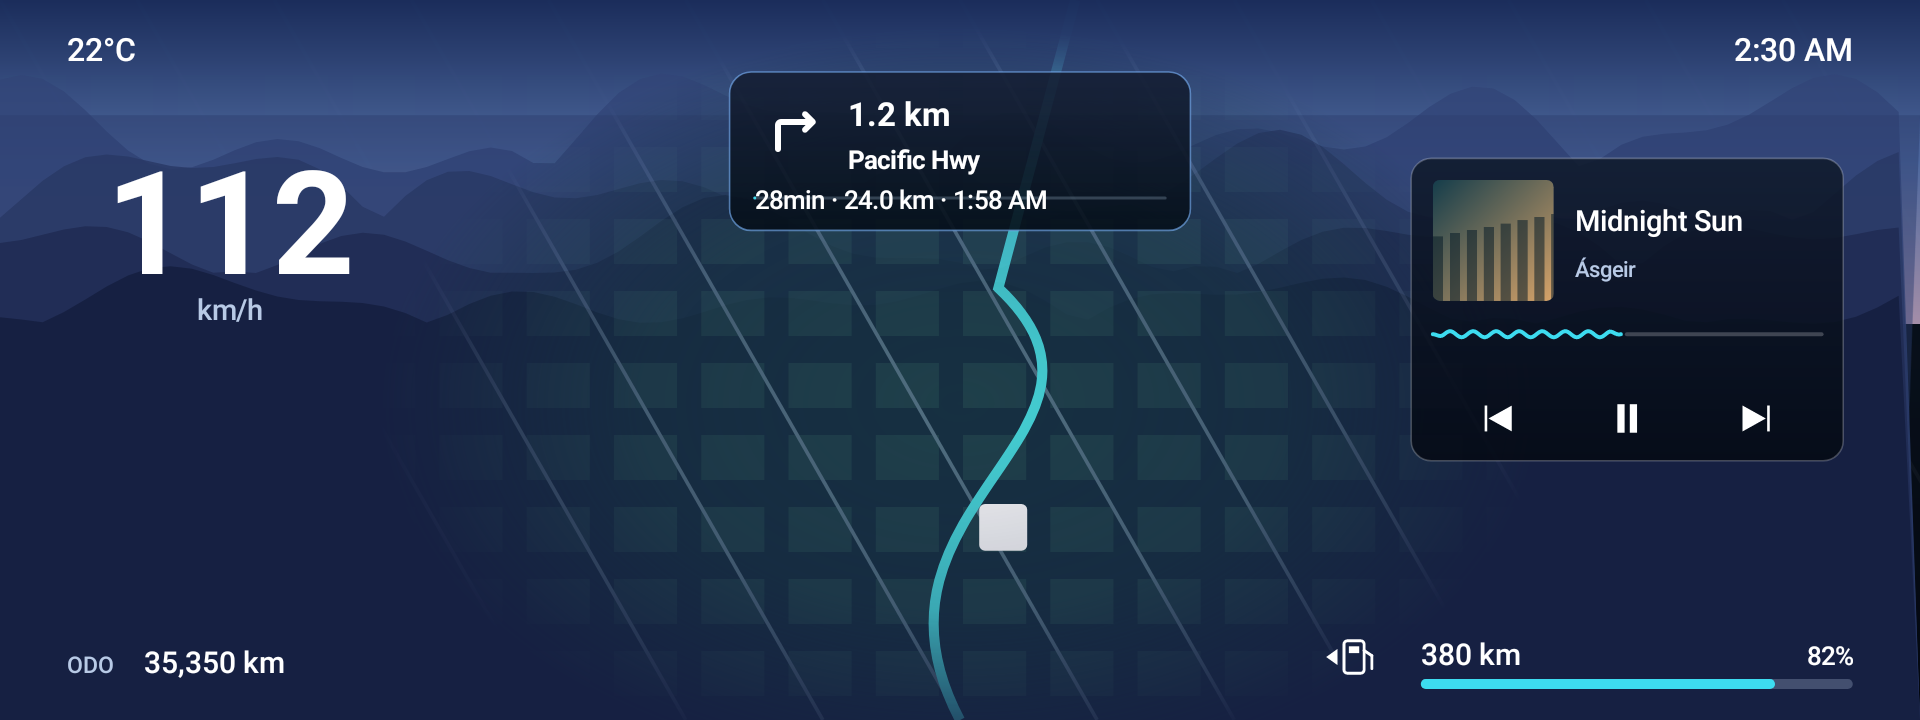 22°C
2:30 AM
1.2 km
Pacific Hwy
28min · 24.0 km · 1:58 AM
112
km/h
Midnight Sun
Ásgeir
ODO 35,350 km
380 km 82%